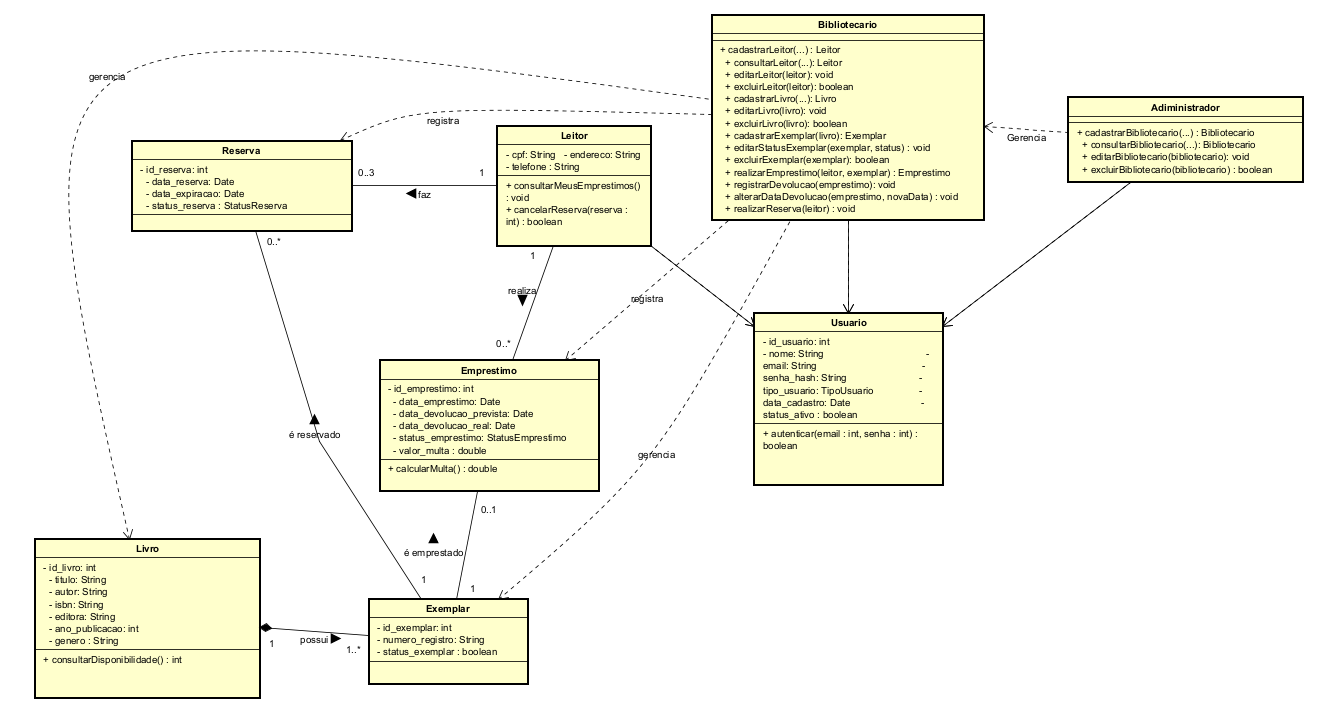 Bibliotecario
+ cadastrarLeitor(...) : Leitor
+ consultarLeitor(...): Leitor
+ editarLeitor(leitor): void
+ excluirLeitor(leitor): boolean
+ cadastrarLivro(...): Livro
+ editarLivro(livro): void
+ excluirLivro(livro): boolean
+ cadastrarExemplar(livro): Exemplar
+ editarStatusExemplar(exemplar, status) : void
+ excluirExemplar(exemplar): boolean
+ realizarEmprestimo(leitor, exemplar) : Emprestimo
+ registrarDevolucao(emprestimo): void
+ alterarDataDevolucao(emprestimo, novaData) : void
+ realizarReserva(leitor) : void
Adiministrador
+ cadastrarBibliotecario(...) : Bibliotecario
+ consultarBibliotecario(...): Bibliotecario
+ editarBibliotecario(bibliotecario): void
+ excluirBibliotecario(bibliotecario) : boolean
Gerencia
gerencia
registra
Reserva
- id_reserva: int
- data_reserva: Date
- data_expiracao: Date
- status_reserva : StatusReserva
0..3
1
faz
Leitor
- cpf: String - endereco: String
- telefone : String
+ consultarMeusEmprestimos()
: void
+ cancelarReserva(reserva :
int) : boolean
0..*
1
realiza
0..*
registra
Usuario
- id_usuario: int
- nome: String -
email: String -
senha_hash: String -
tipo_usuario: TipoUsuario -
data_cadastro: Date -
status_ativo : boolean
+ autenticar(email : int, senha : int) :
boolean
Emprestimo
- id_emprestimo: int
- data_emprestimo: Date
- data_devolucao_prevista: Date
- data_devolucao_real: Date
- status_emprestimo: StatusEmprestimo
- valor_multa : double
+ calcularMulta() : double
é reservado
gerencia
0..1
é emprestado
1
1
Livro
- id_livro: int
- titulo: String
- autor: String
- isbn: String
- editora: String
- ano_publicacao: int
- genero : String
+ consultarDisponibilidade() : int
1
possui
1..*
Exemplar
- id_exemplar: int
- numero_registro: String
- status_exemplar : boolean